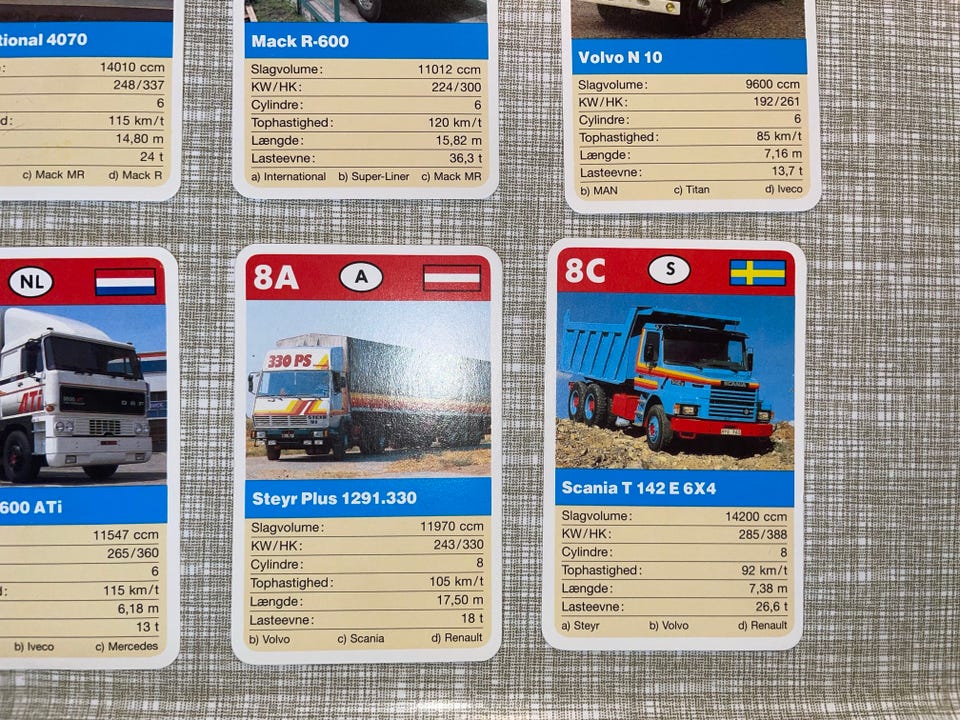 tional 4070
: 14010 ccm
248/337
6
d: 115 km/t
14,80 m
24 t
c) Mack MR d) Mack R
Mack R-600
Slagvolume: 11012 ccm
KW/HK: 224/300
Cylindre: 6
Tophastighed: 120 km/t
Længde: 15,82 m
Lasteevne: 36,3 t
a) International b) Super-Liner c) Mack MR
Volvo N 10
Slagvolume: 9600 ccm
KW/HK: 192/261
Cylindre: 6
Tophastighed: 85 km/t
Længde: 7,16 m
Lasteevne: 13,7 t
b) MAN c) Titan d) Iveco
NL
ATi
DAF
600 ATi
11547 ccm
265/360
6
d: 115 km/t
6,18 m
13 t
b) Iveco c) Mercedes
8A A
330 PS
STEYR
Steyr Plus 1291.330
Slagvolume: 11970 ccm
KW/HK: 243/330
Cylindre: 8
Tophastighed: 105 km/t
Længde: 17,50 m
Lasteevne: 18 t
b) Volvo c) Scania d) Renault
8C S
SCANIA
Scania T 142 E 6X4
Slagvolume: 14200 ccm
KW/HK: 285/388
Cylindre: 8
Tophastighed: 92 km/t
Længde: 7,38 m
Lasteevne: 26,6 t
a) Steyr b) Volvo d) Renault